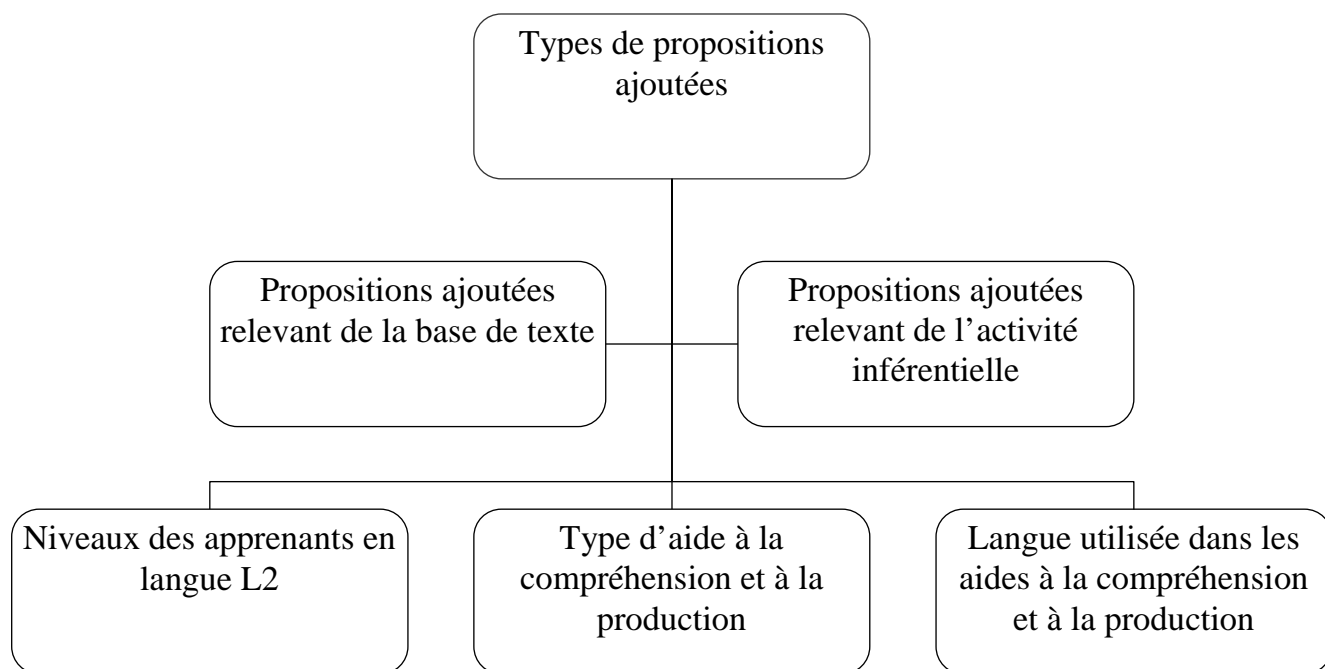 Types de propositions
ajoutées
Propositions ajoutées
relevant de la base de texte
Propositions ajoutées
relevant de l’activité
inférentielle
Niveaux des apprenants en
langue L2
Type d’aide à la
compréhension et à la
production
Langue utilisée dans les
aides à la compréhension
et à la production